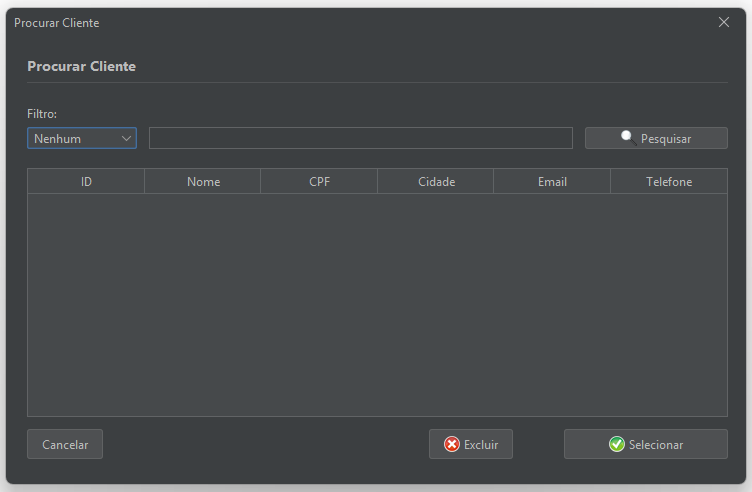 Procurar Cliente
Procurar Cliente
Filtro:
Nenhum Pesquisar
ID Nome CPF Cidade Email Telefone
Cancelar Excluir Selecionar